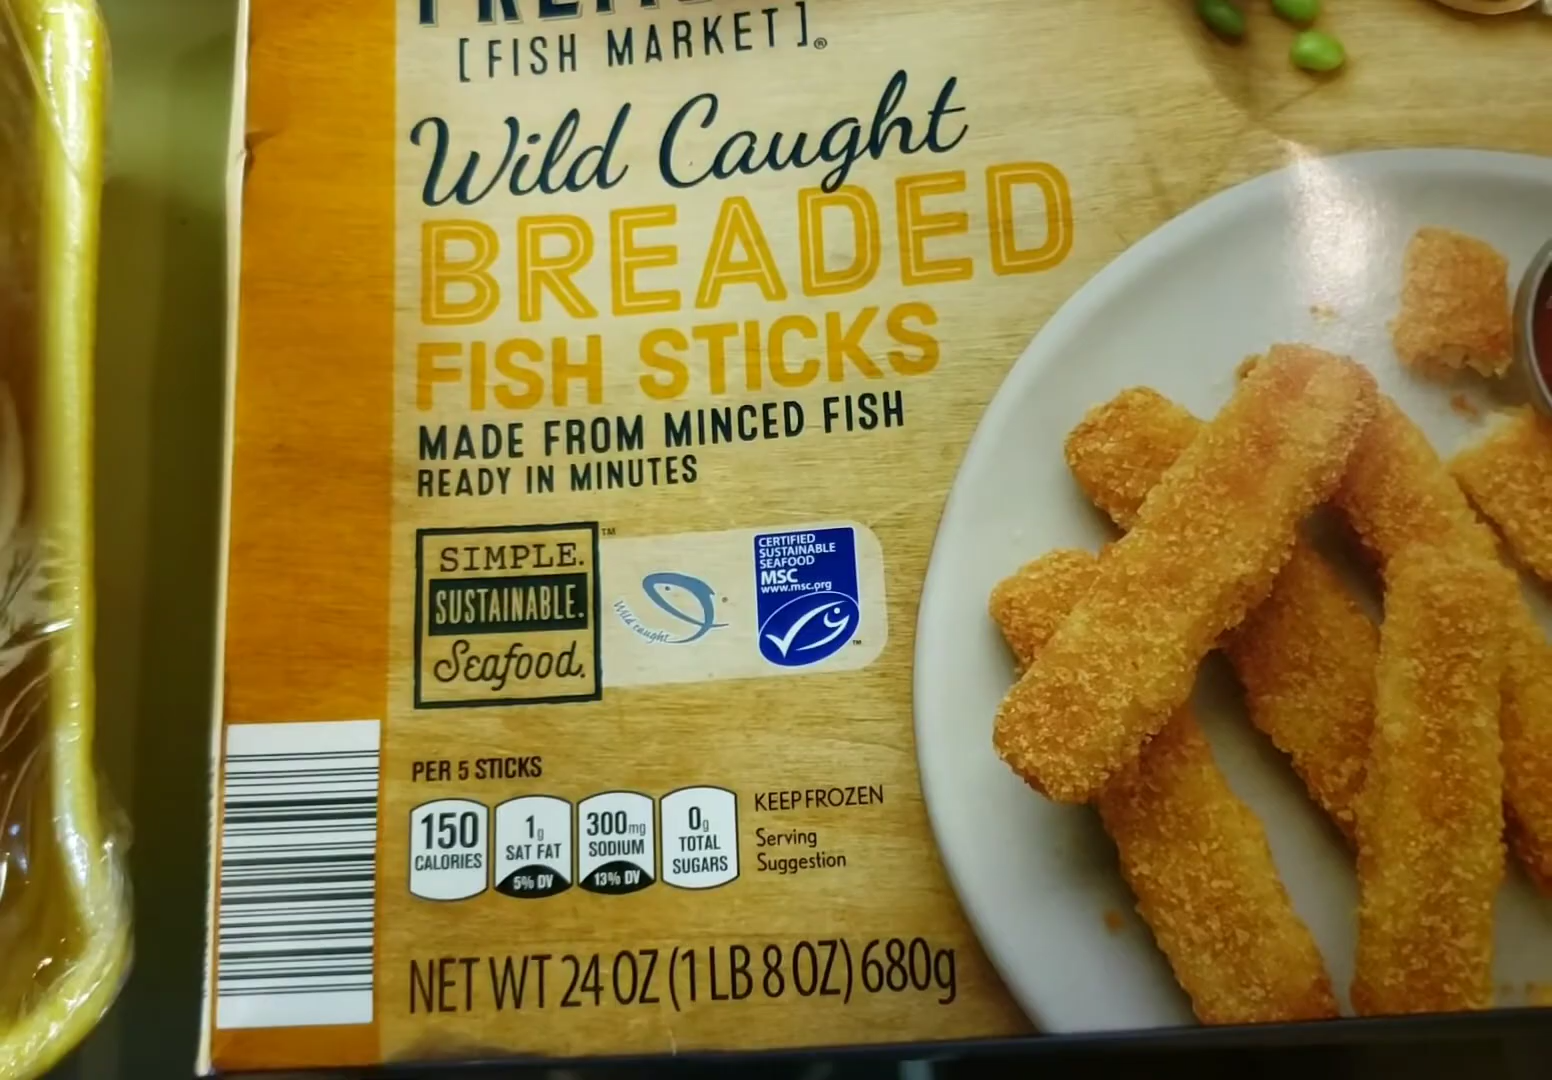 [FISH MARKET]®
Wild Caught
BREADED
FISH STICKS
MADE FROM MINCED FISH
READY IN MINUTES
SIMPLE.
SUSTAINABLE.
Seafood.
TM
Wild caught
CERTIFIED
SUSTAINABLE
SEAFOOD
MSC
www.msc.org
TM
PER 5 STICKS
150
CALORIES
1g
SAT FAT
5% DV
300mg
SODIUM
13% DV
0g
TOTAL
SUGARS
KEEP FROZEN
Serving
Suggestion
NET WT 24 OZ (1 LB 8 OZ) 680g